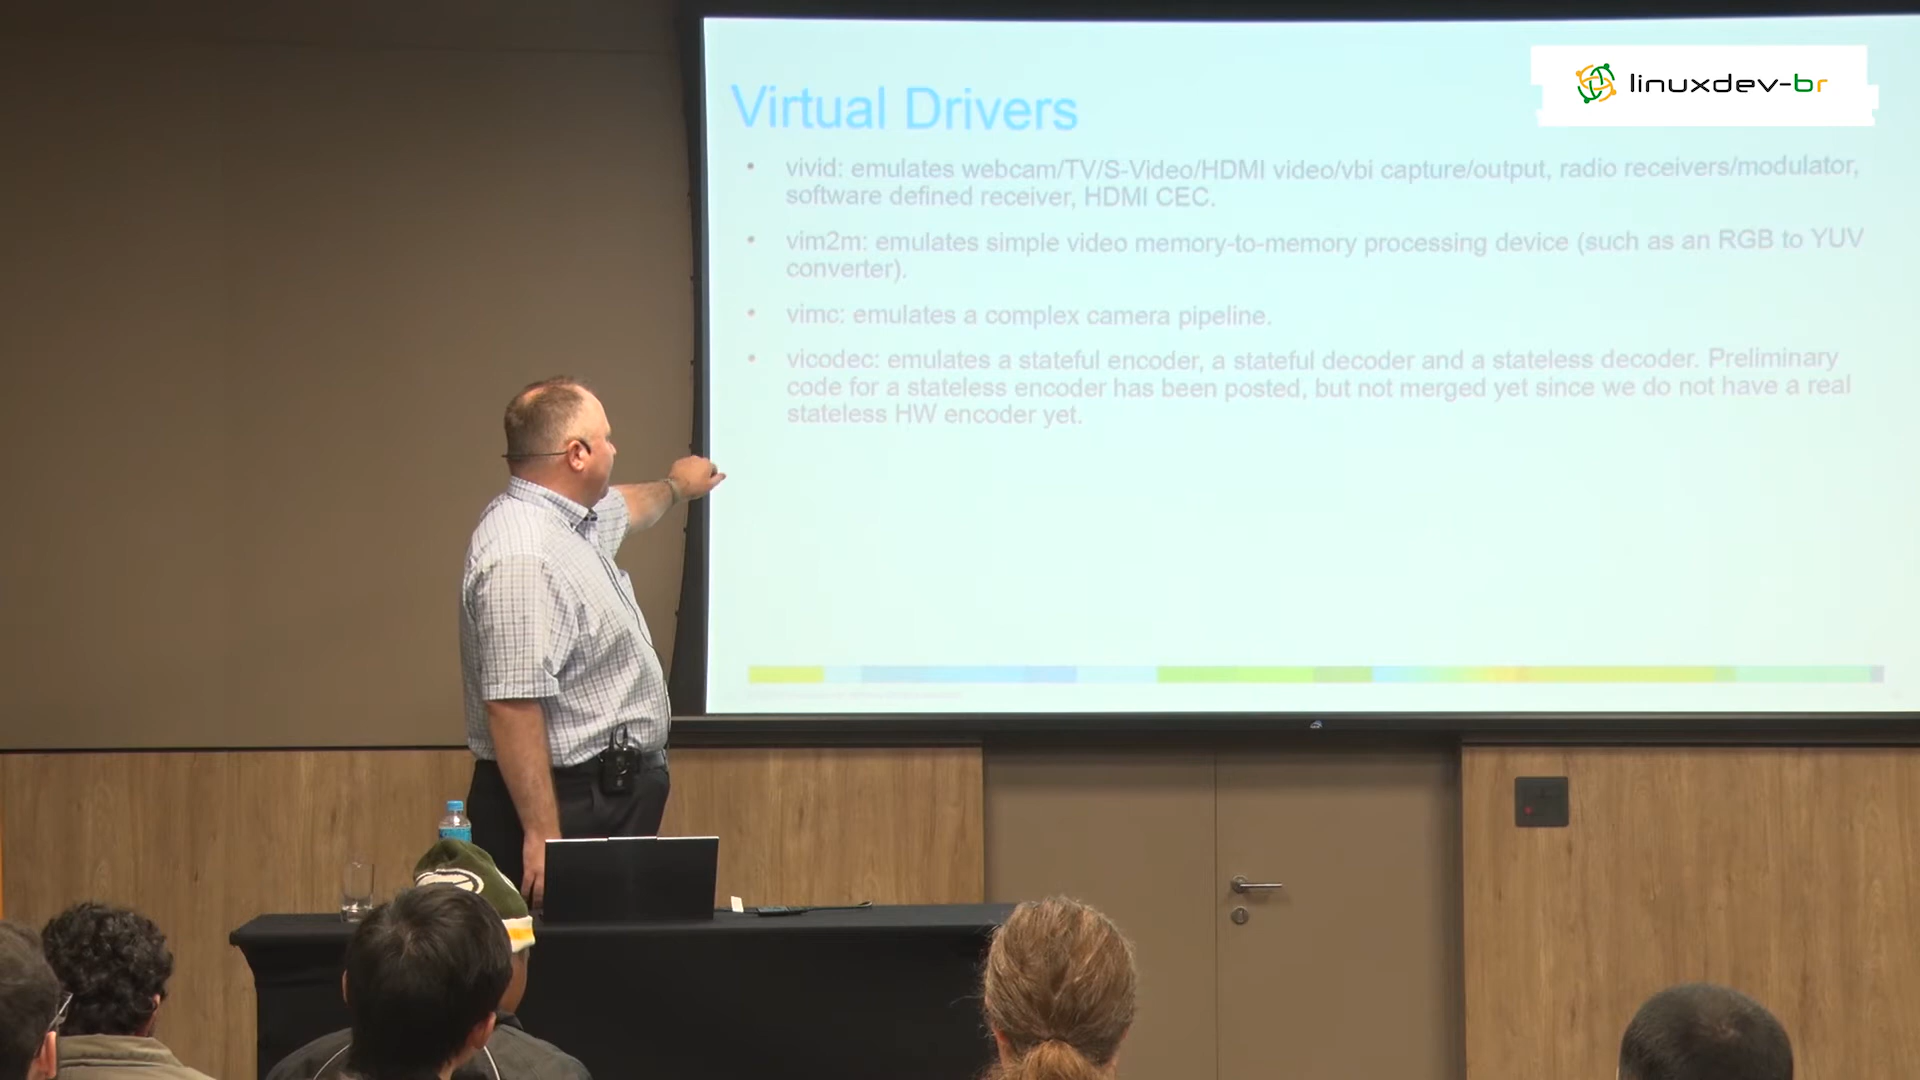 linuxdev-br
Virtual Drivers
• vivid: emulates webcam/TV/S-Video/HDMI video/vbi capture/output, radio receivers/modulator,
software defined receiver, HDMI CEC.
• vim2m: emulates simple video memory-to-memory processing device (such as an RGB to YUV
converter).
• vimc: emulates a complex camera pipeline.
• vicodec: emulates a stateful encoder, a stateful decoder and a stateless decoder. Preliminary
code for a stateless encoder has been posted, but not merged yet since we do not have a real
stateless HW encoder yet.